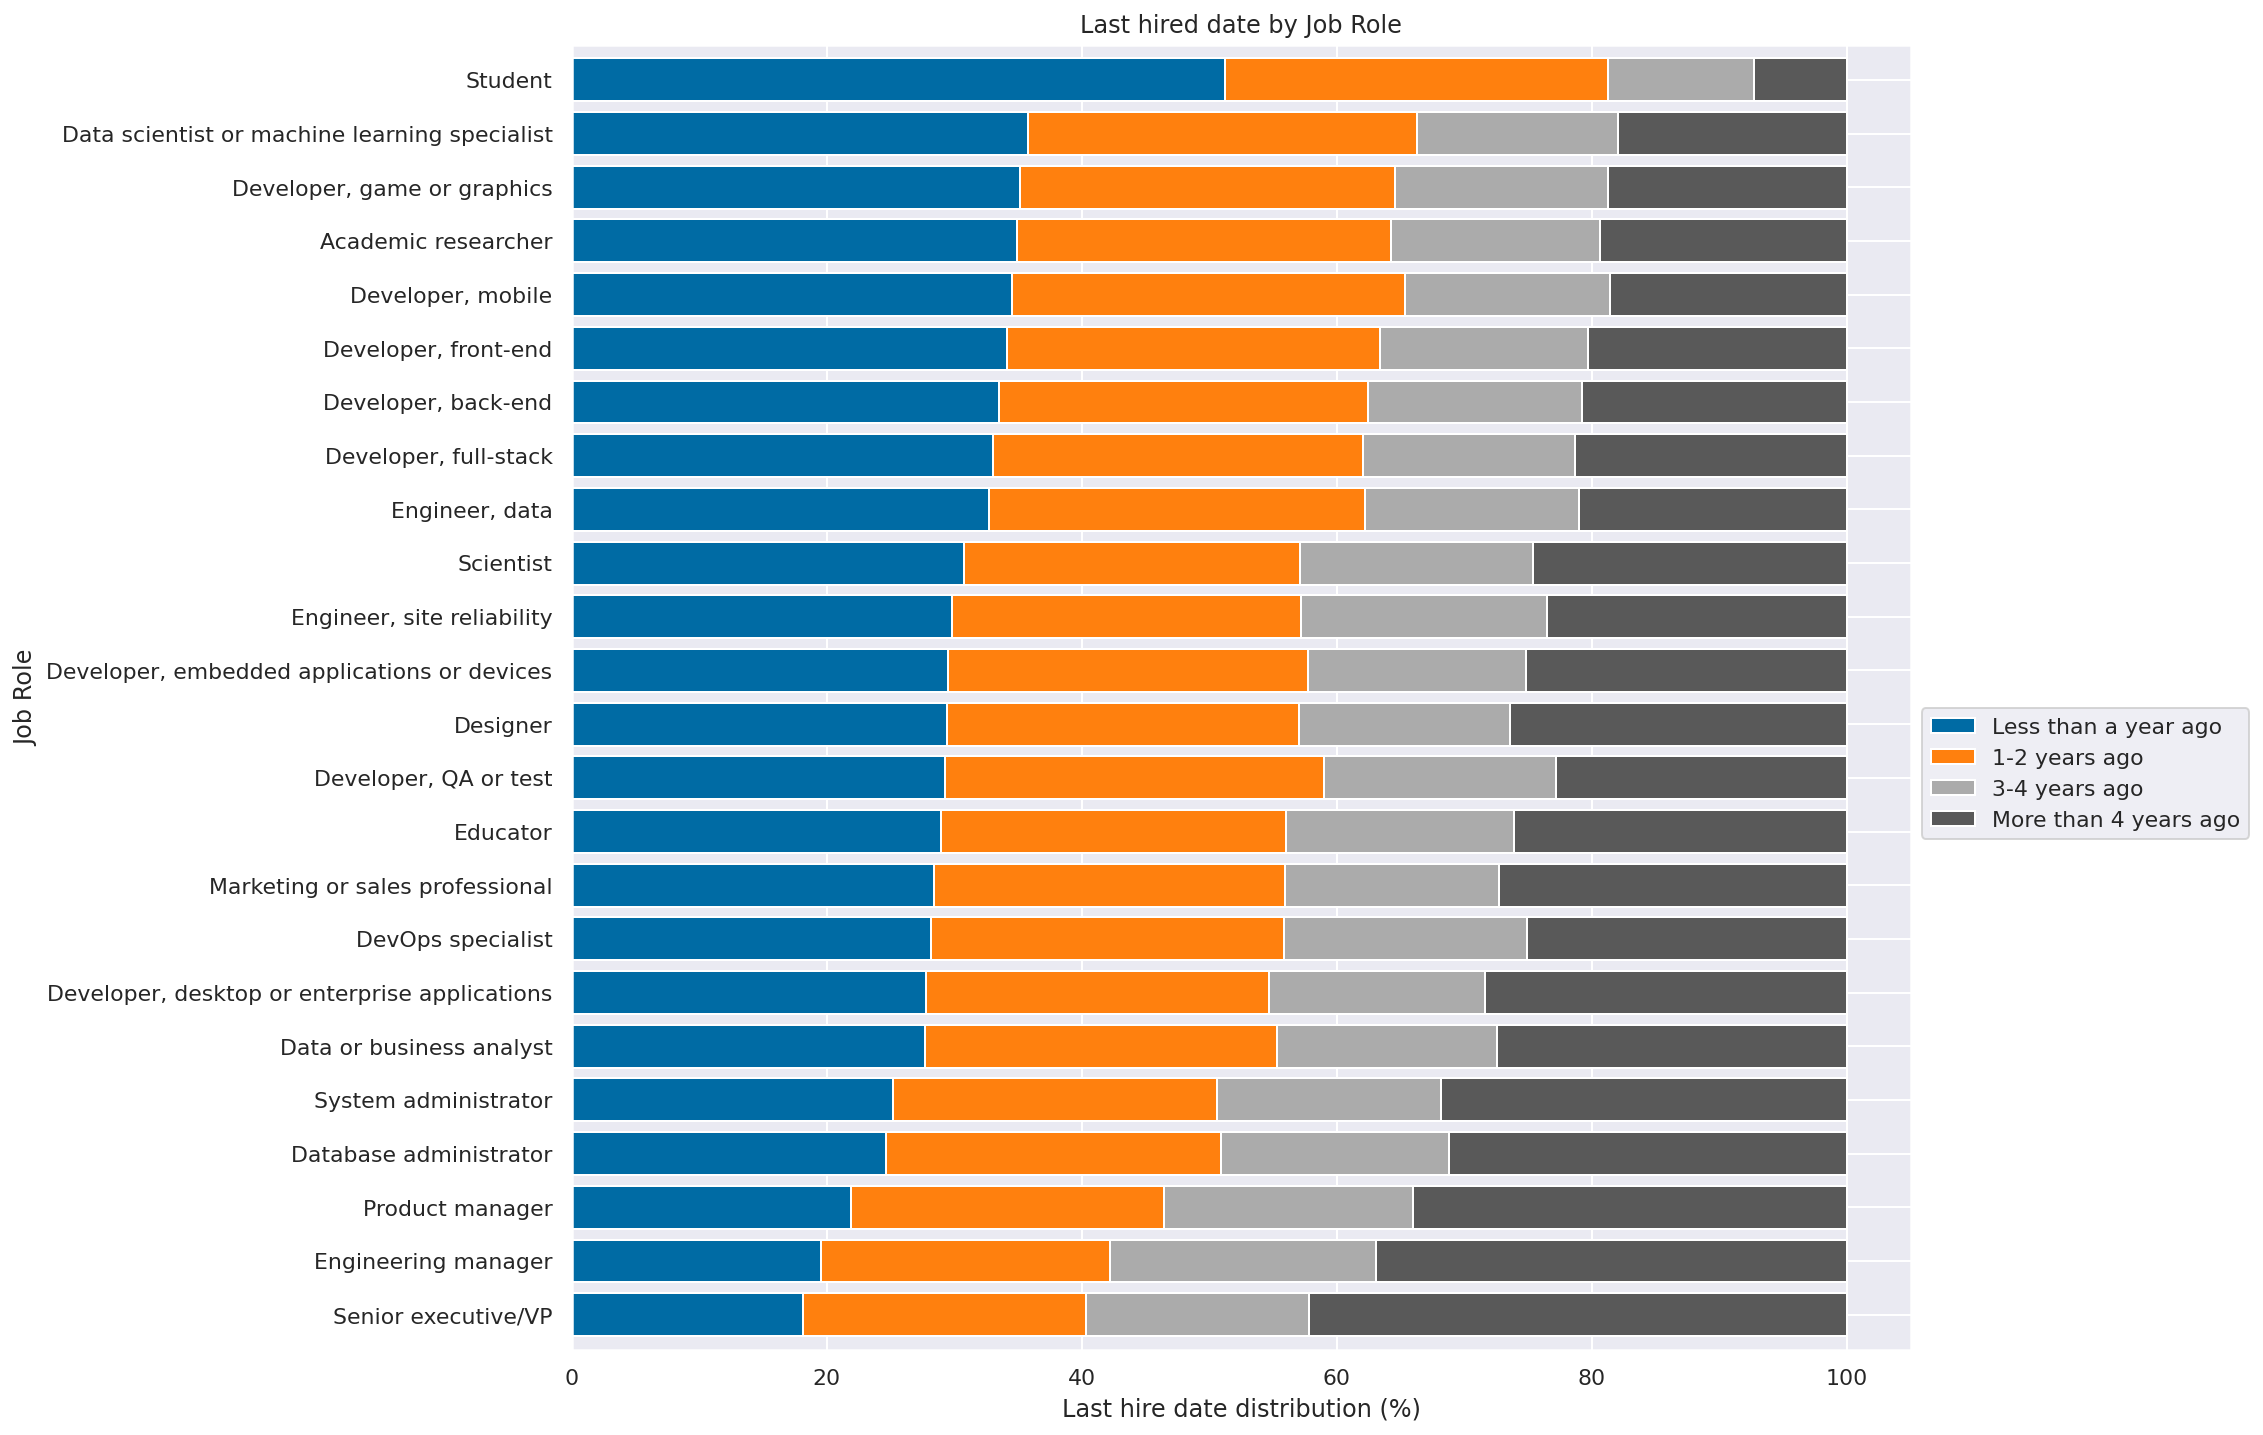 Last hired date by Job Role
Student
Data scientist or machine learning specialist
Developer, game or graphics
Academic researcher
Developer, mobile
Developer, front-end
Developer, back-end
Developer, full-stack
Engineer, data
Scientist
Engineer, site reliability
Developer, embedded applications or devices
Designer
Developer, QA or test
Educator
Marketing or sales professional
DevOps specialist
Developer, desktop or enterprise applications
Data or business analyst
System administrator
Database administrator
Product manager
Engineering manager
Senior executive/VP
Job Role
0 20 40 60 80 100
Last hire date distribution (%)
Less than a year ago
1-2 years ago
3-4 years ago
More than 4 years ago